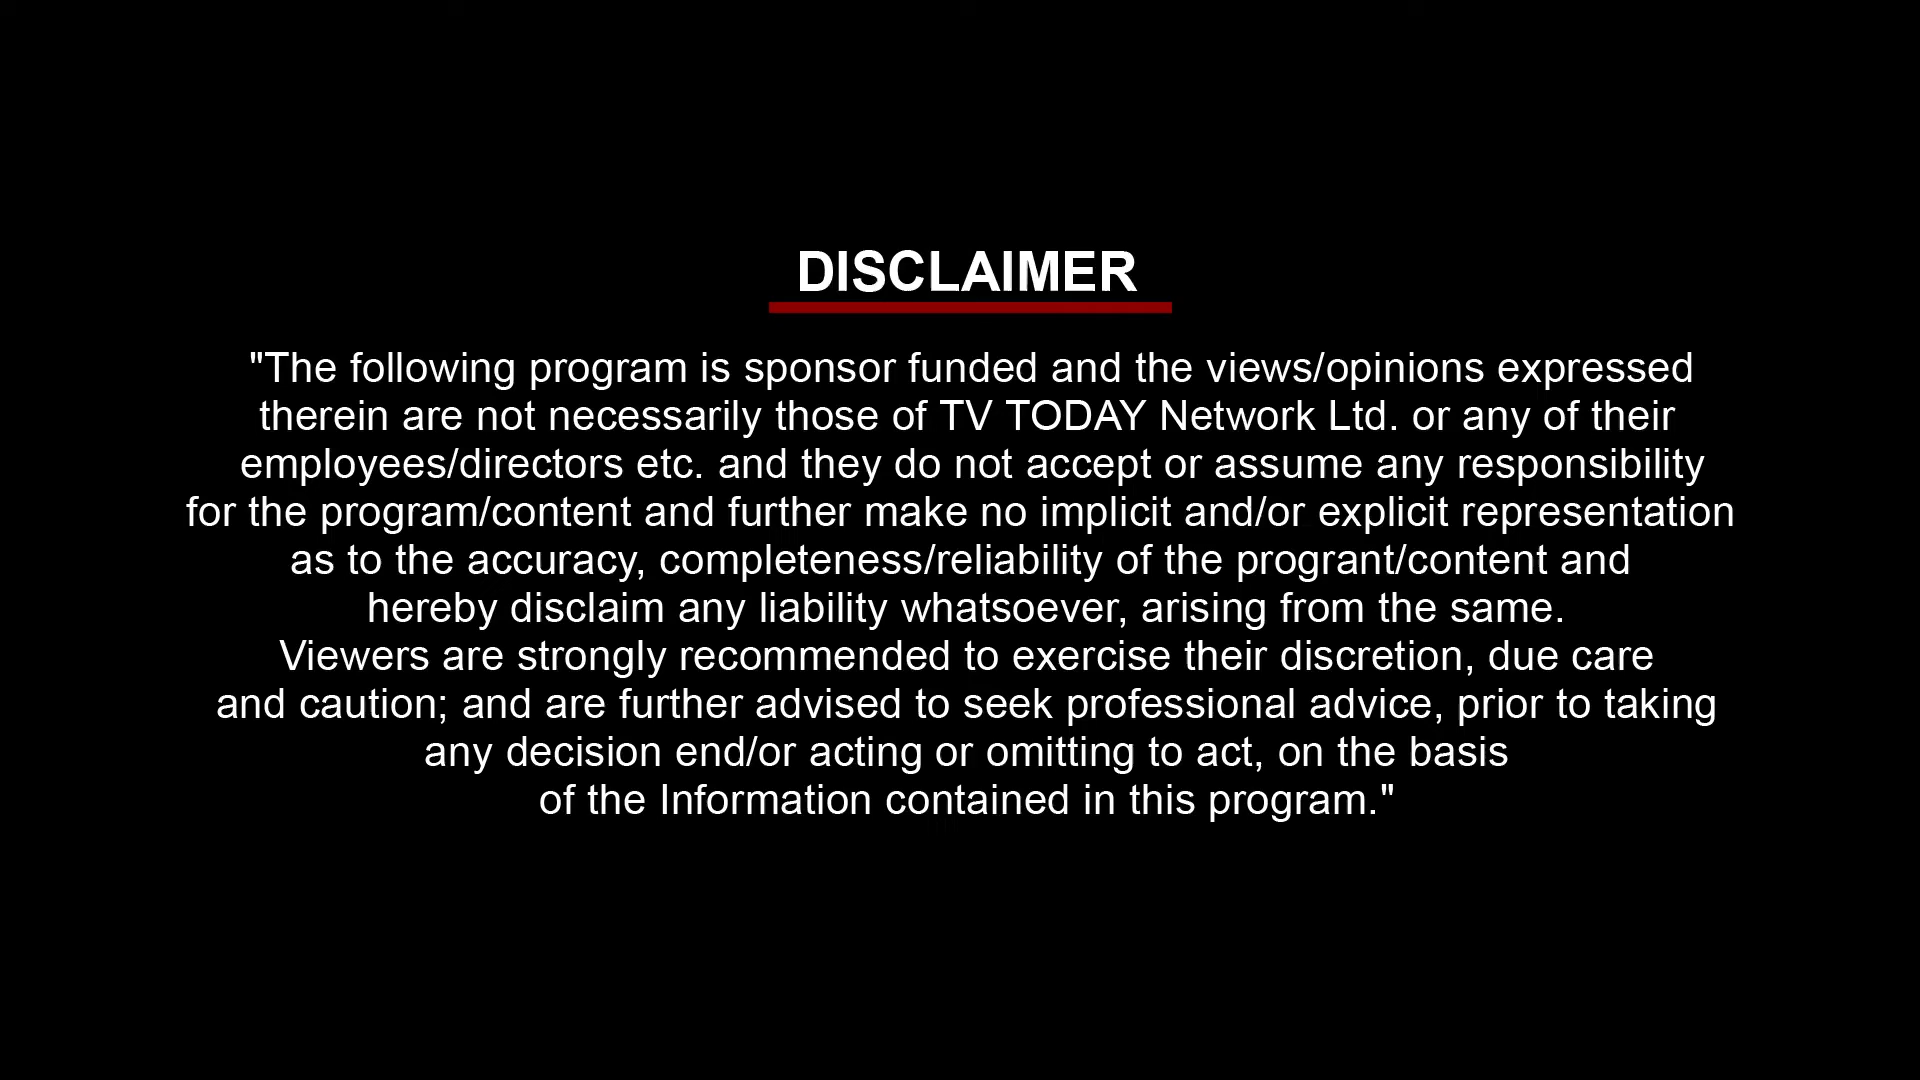 DISCLAIMER
"The following program is sponsor funded and the views/opinions expressed
therein are not necessarily those of TV TODAY Network Ltd. or any of their
employees/directors etc. and they do not accept or assume any responsibility
for the program/content and further make no implicit and/or explicit representation
as to the accuracy, completeness/reliability of the progrant/content and
hereby disclaim any liability whatsoever, arising from the same.
Viewers are strongly recommended to exercise their discretion, due care
and caution; and are further advised to seek professional advice, prior to taking
any decision end/or acting or omitting to act, on the basis
of the Information contained in this program."